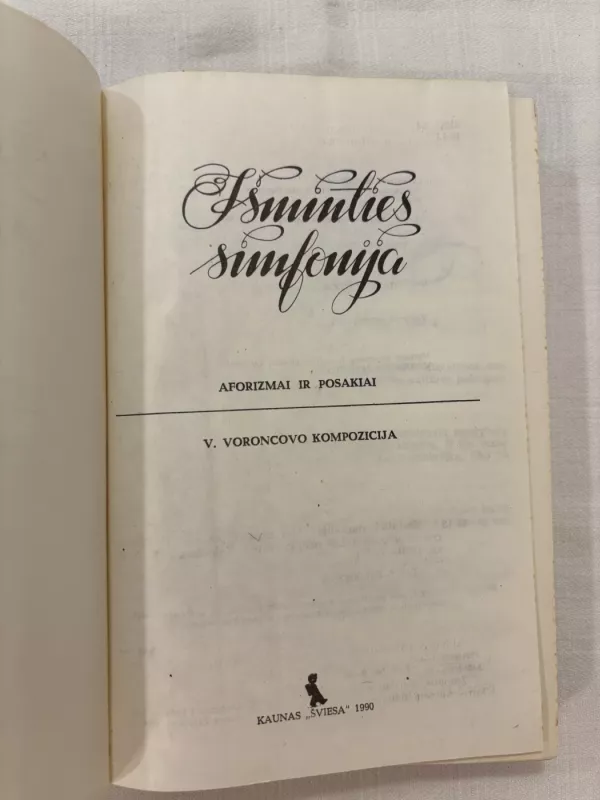 Išminties
simfonija
AFORIZMAI IR POSAKIAI
V. VORONCOVO KOMPOZICIJA
KAUNAS „ŠVIESA" 1990